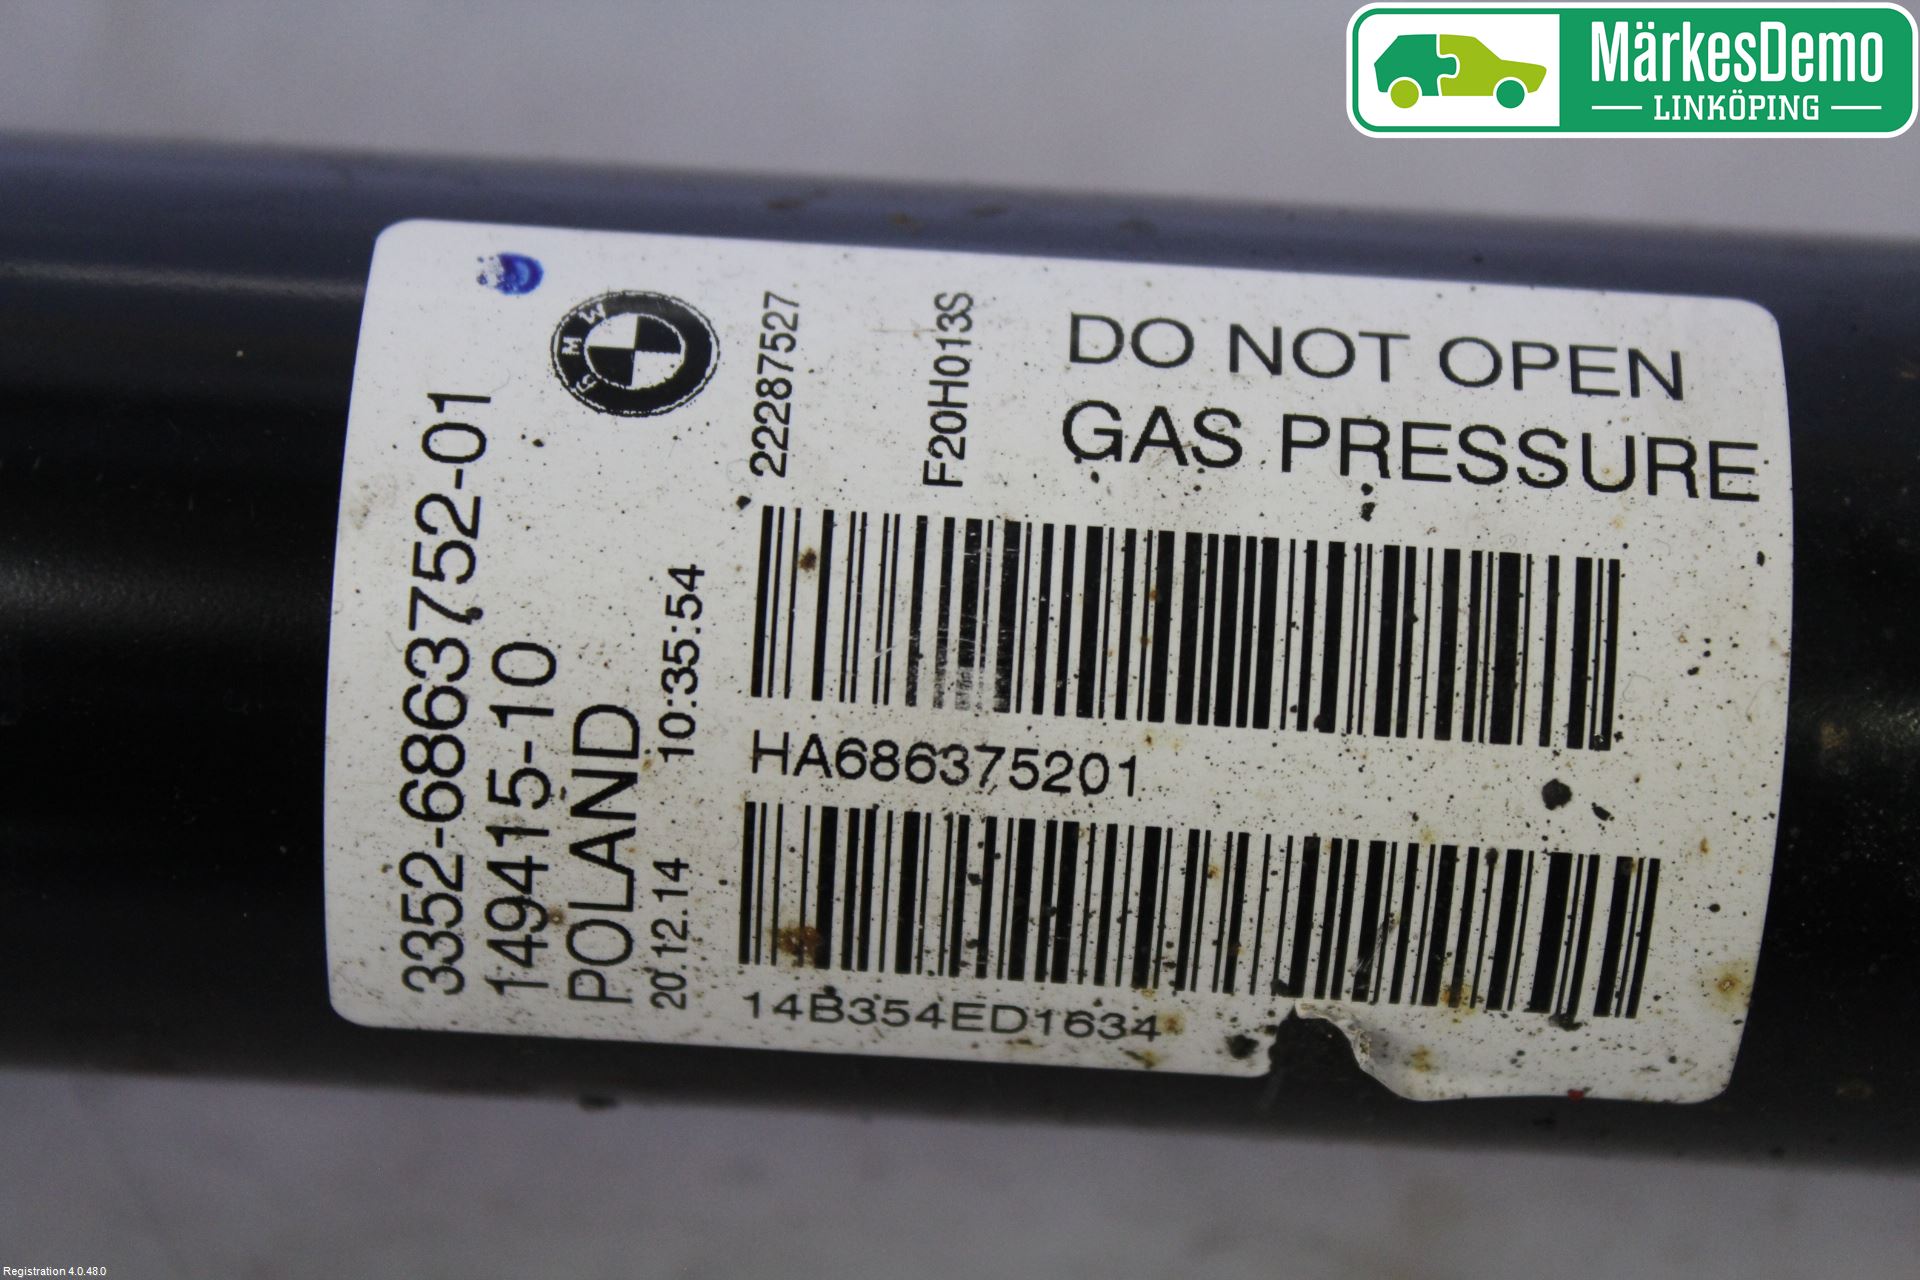 MärkesDemo
LINKÖPING
BMW
3352-6863752-01
149415-10
POLAND
20.12.14 10:35:54
22287527
F20H013S
DO NOT OPEN
GAS PRESSURE
HA686375201
14B354ED1634
Registration 4.0.48.0